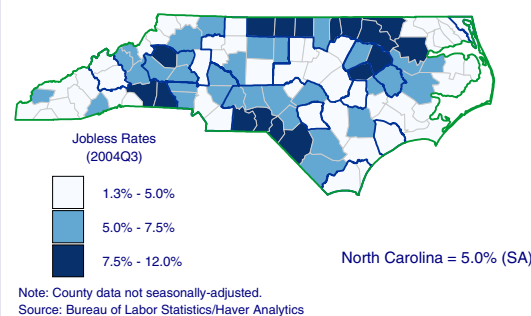 Jobless Rates
(2004Q3)
1.3% - 5.0%
5.0% - 7.5%
7.5% - 12.0%
North Carolina = 5.0% (SA)
Note: County data not seasonally-adjusted.
Source: Bureau of Labor Statistics/Haver Analytics